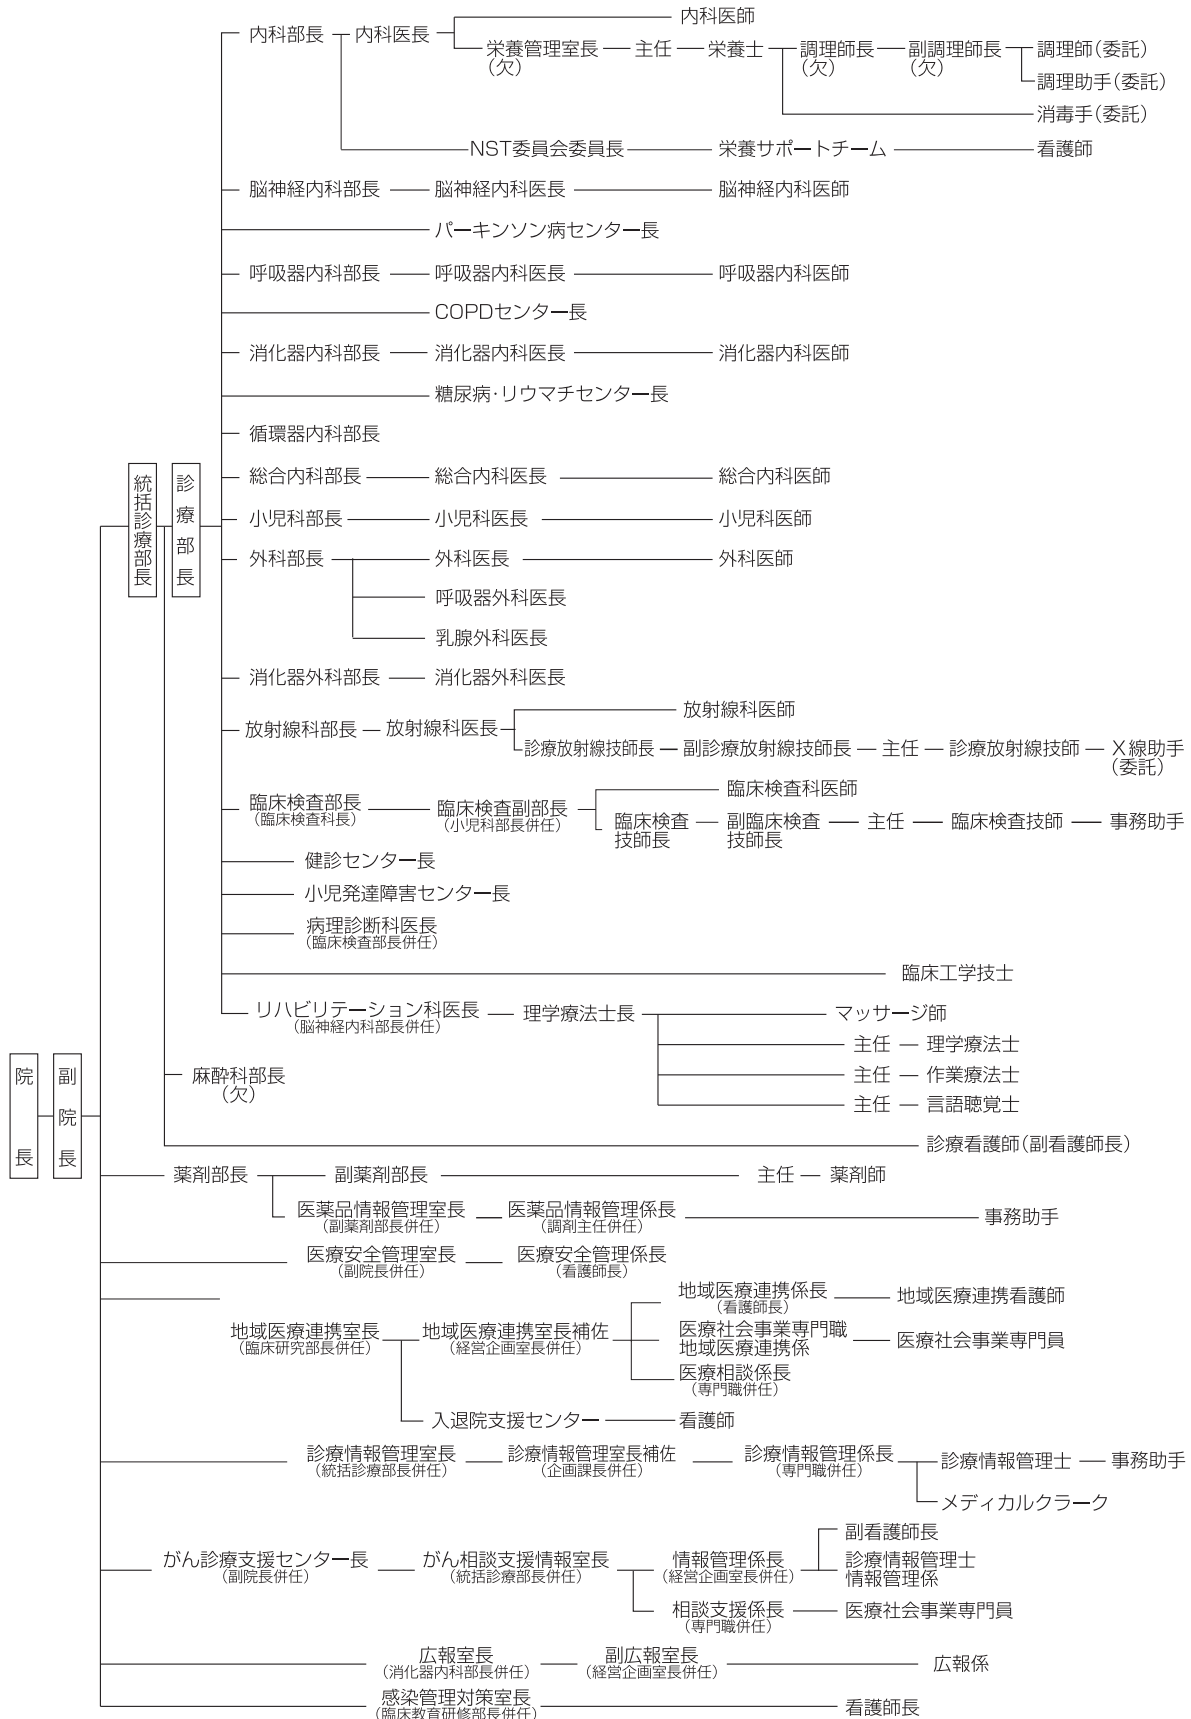 内科部長 内科医長 内科医師
栄養管理室長 主任 栄養士 調理師長 副調理師長 調理師(委託)
(欠) (欠) (欠)
調理助手(委託)
消毒手(委託)
NST委員会委員長 栄養サポートチーム 看護師
脳神経内科部長 脳神経内科医長 脳神経内科医師
パーキンソン病センター長
呼吸器内科部長 呼吸器内科医長 呼吸器内科医師
COPDセンター長
消化器内科部長 消化器内科医長 消化器内科医師
糖尿病・リウマチセンター長
循環器内科部長
統括診療部長
診療部長
総合内科部長 総合内科医長 総合内科医師
小児科部長 小児科医長 小児科医師
外科部長 外科医長 外科医師
呼吸器外科医長
乳腺外科医長
消化器外科部長 消化器外科医長
放射線科部長 放射線科医長 放射線科医師
診療放射線技師長 副診療放射線技師長 主任 診療放射線技師 X線助手
(委託)
臨床検査部長 臨床検査副部長 臨床検査科医師
(臨床検査科長) (小児科部長併任)
臨床検査 副臨床検査 主任 臨床検査技師 事務助手
技師長 技師長
健診センター長
小児発達障害センター長
病理診断科医長
(臨床検査部長併任)
臨床工学技士
リハビリテーション科医長 理学療法士長 マッサージ師
(脳神経内科部長併任)
主任 理学療法士
院長
副院長
麻酔科部長 主任 作業療法士
(欠)
主任 言語聴覚士
診療看護師(副看護師長)
薬剤部長 副薬剤部長 主任 薬剤師
医薬品情報管理室長 医薬品情報管理係長 事務助手
(副薬剤部長併任) (調剤主任併任)
医療安全管理室長 医療安全管理係長
(副院長併任) (看護師長)
地域医療連携係長 地域医療連携看護師
(看護師長)
地域医療連携室長 地域医療連携室長補佐 医療社会事業専門職 医療社会事業専門員
(臨床研究部長併任) (経営企画室長併任) 地域医療連携係
医療相談係長
(専門職併任)
入退院支援センター 看護師
診療情報管理室長 診療情報管理室長補佐 診療情報管理係長 診療情報管理士 事務助手
(統括診療部長併任) (企画課長併任) (専門職併任)
メディカルクラーク
副看護師長
がん診療支援センター長 がん相談支援情報室長 情報管理係長 診療情報管理士
(副院長併任) (統括診療部長併任) (経営企画室長併任) 情報管理係
相談支援係長 医療社会事業専門員
(専門職併任)
広報室長 副広報室長 広報係
(消化器内科部長併任) (経営企画室長併任)
感染管理対策室長 看護師長
(臨床教育研修部長併任)